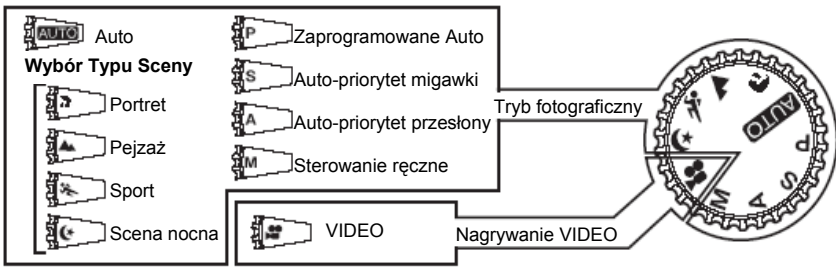 AUTO Auto
Wybór Typu Sceny
Portret
Pejzaż
Sport
Scena nocna
P Zaprogramowane Auto
S Auto-priorytet migawki
A Auto-priorytet przesłony
M Sterowanie ręczne
VIDEO
Tryb fotograficzny
Nagrywanie VIDEO
AUTO
P
S
A
M